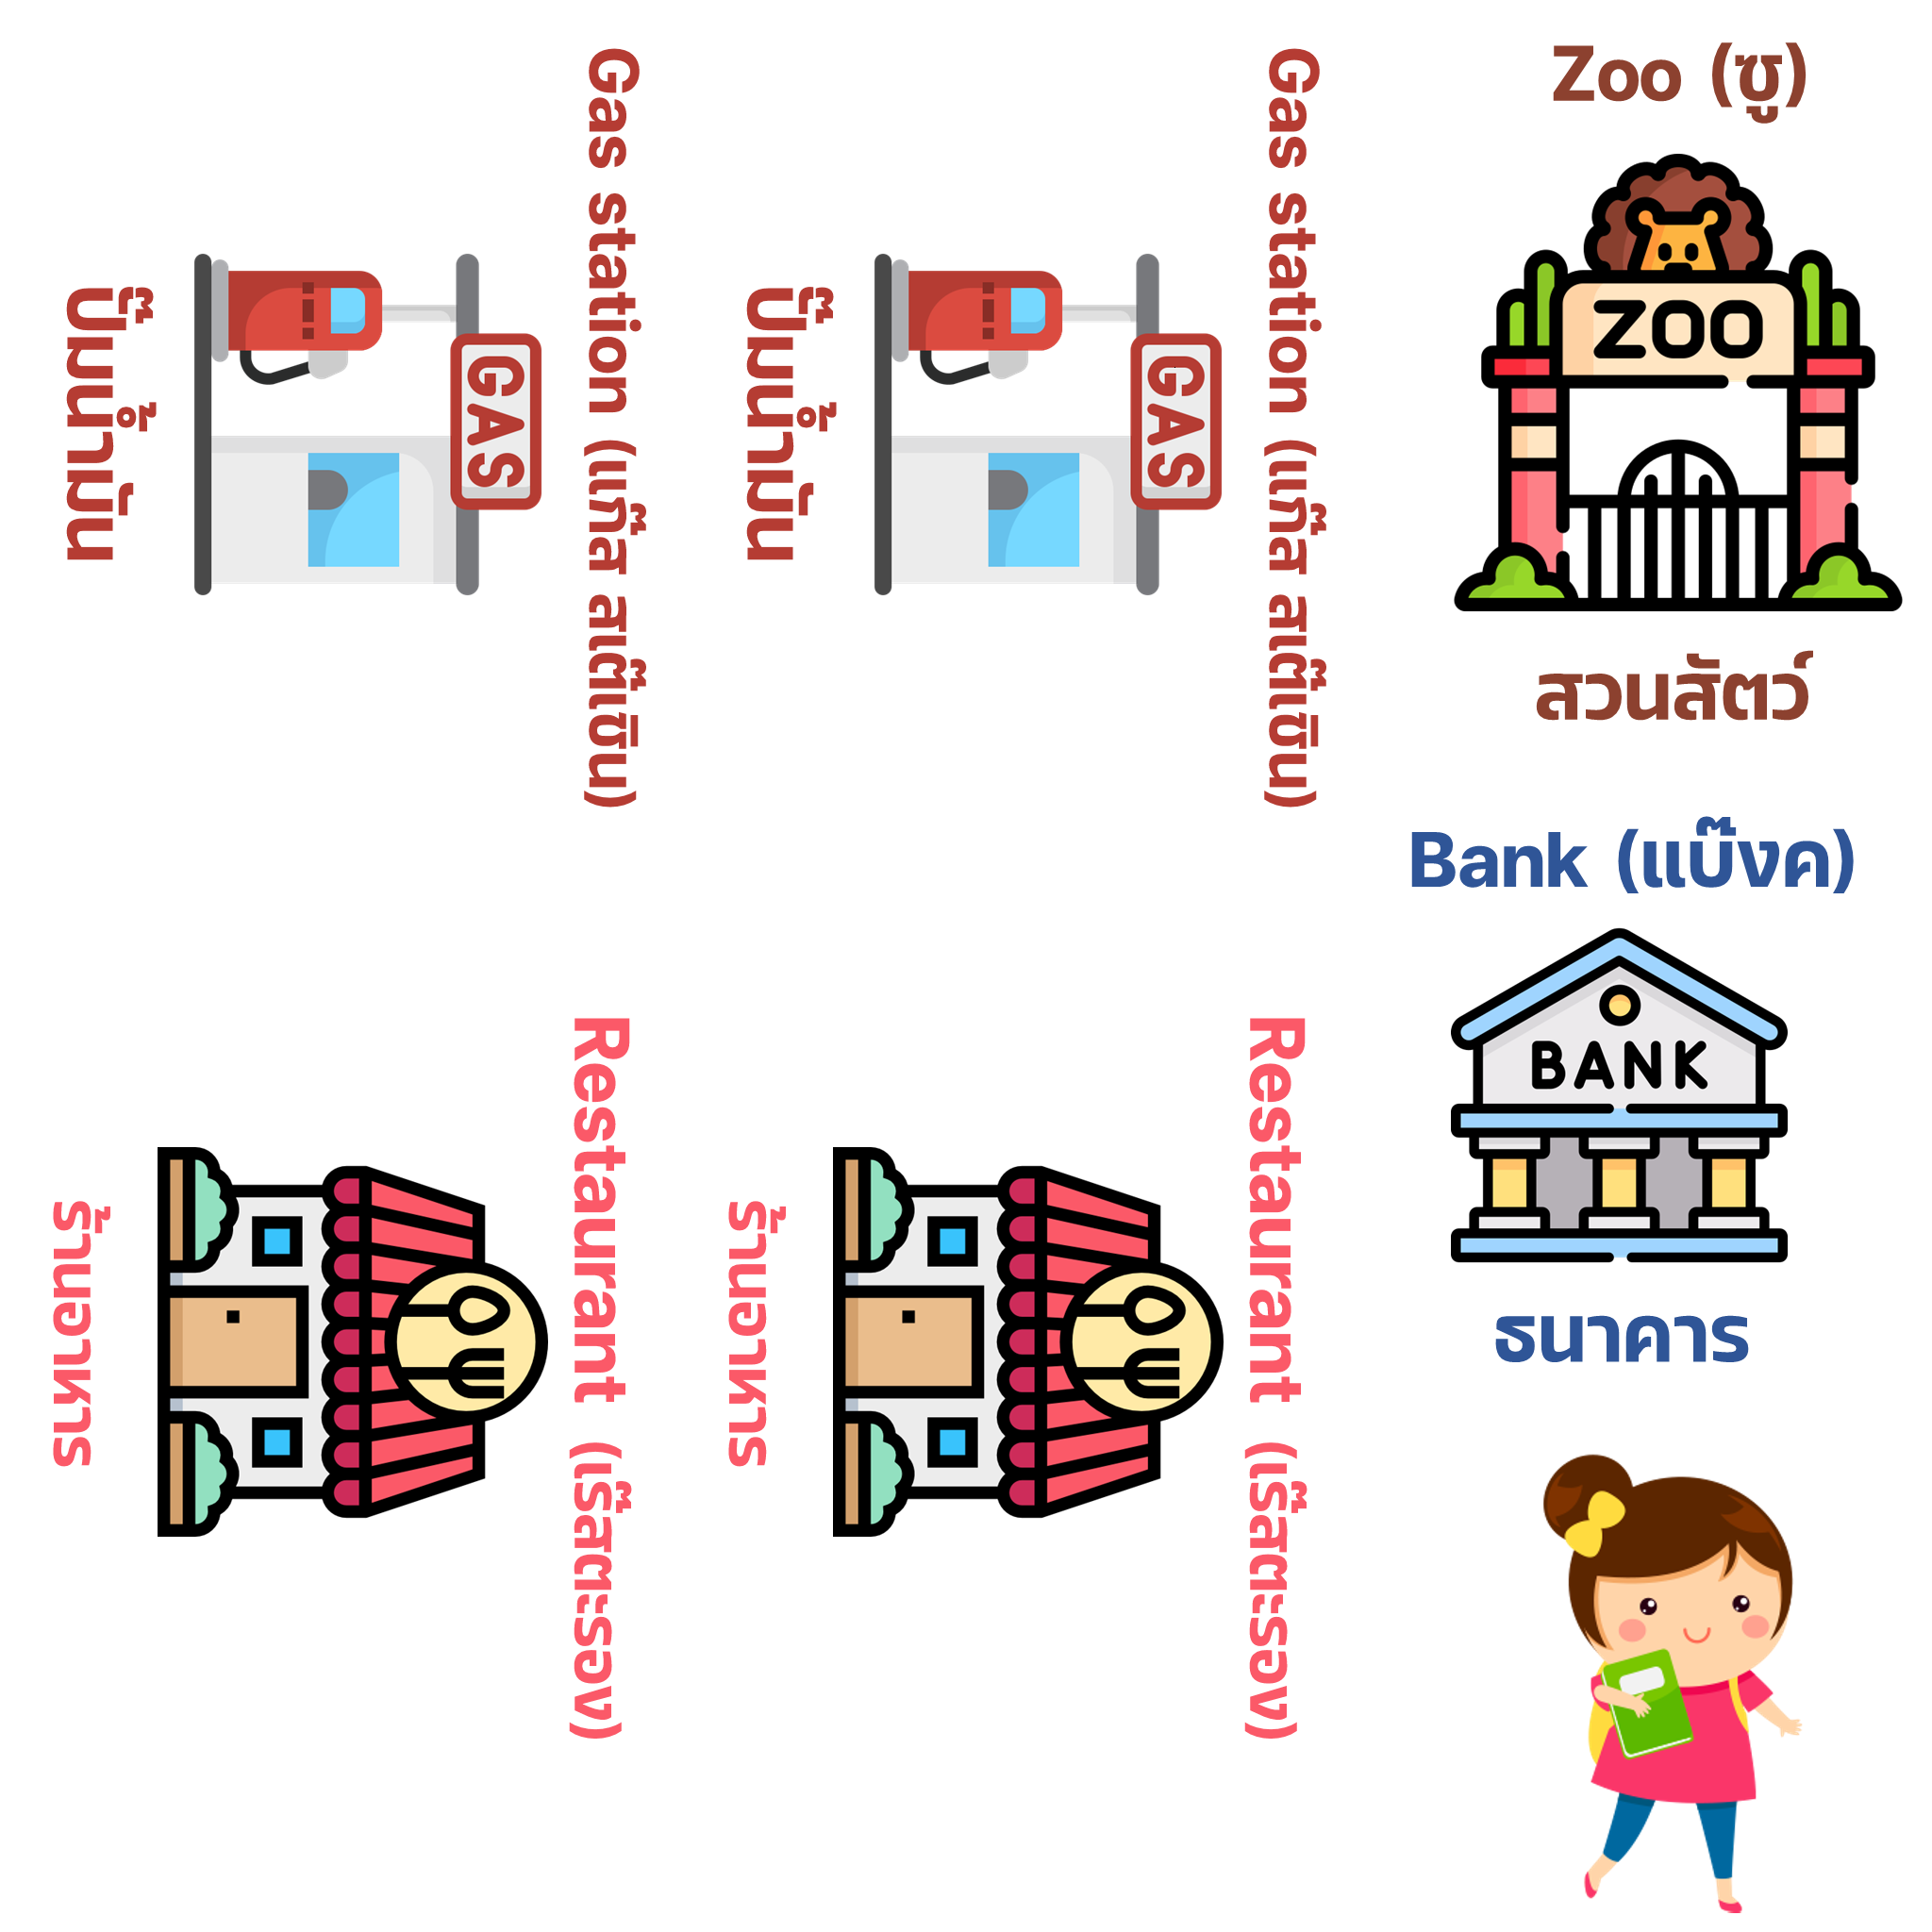 Gas station (แก๊ส สเต๊เชิน)
GAS
ปั๊มน้ำมัน
Gas station (แก๊ส สเต๊เชิน)
GAS
ปั๊มน้ำมัน
Zoo (ซู)
ZOO
สวนสัตว์
Bank (แบ๊งค)
BANK
ธนาคาร
Restaurant (เร๊สตะรอง)
ร้านอาหาร
Restaurant (เร๊สตะรอง)
ร้านอาหาร